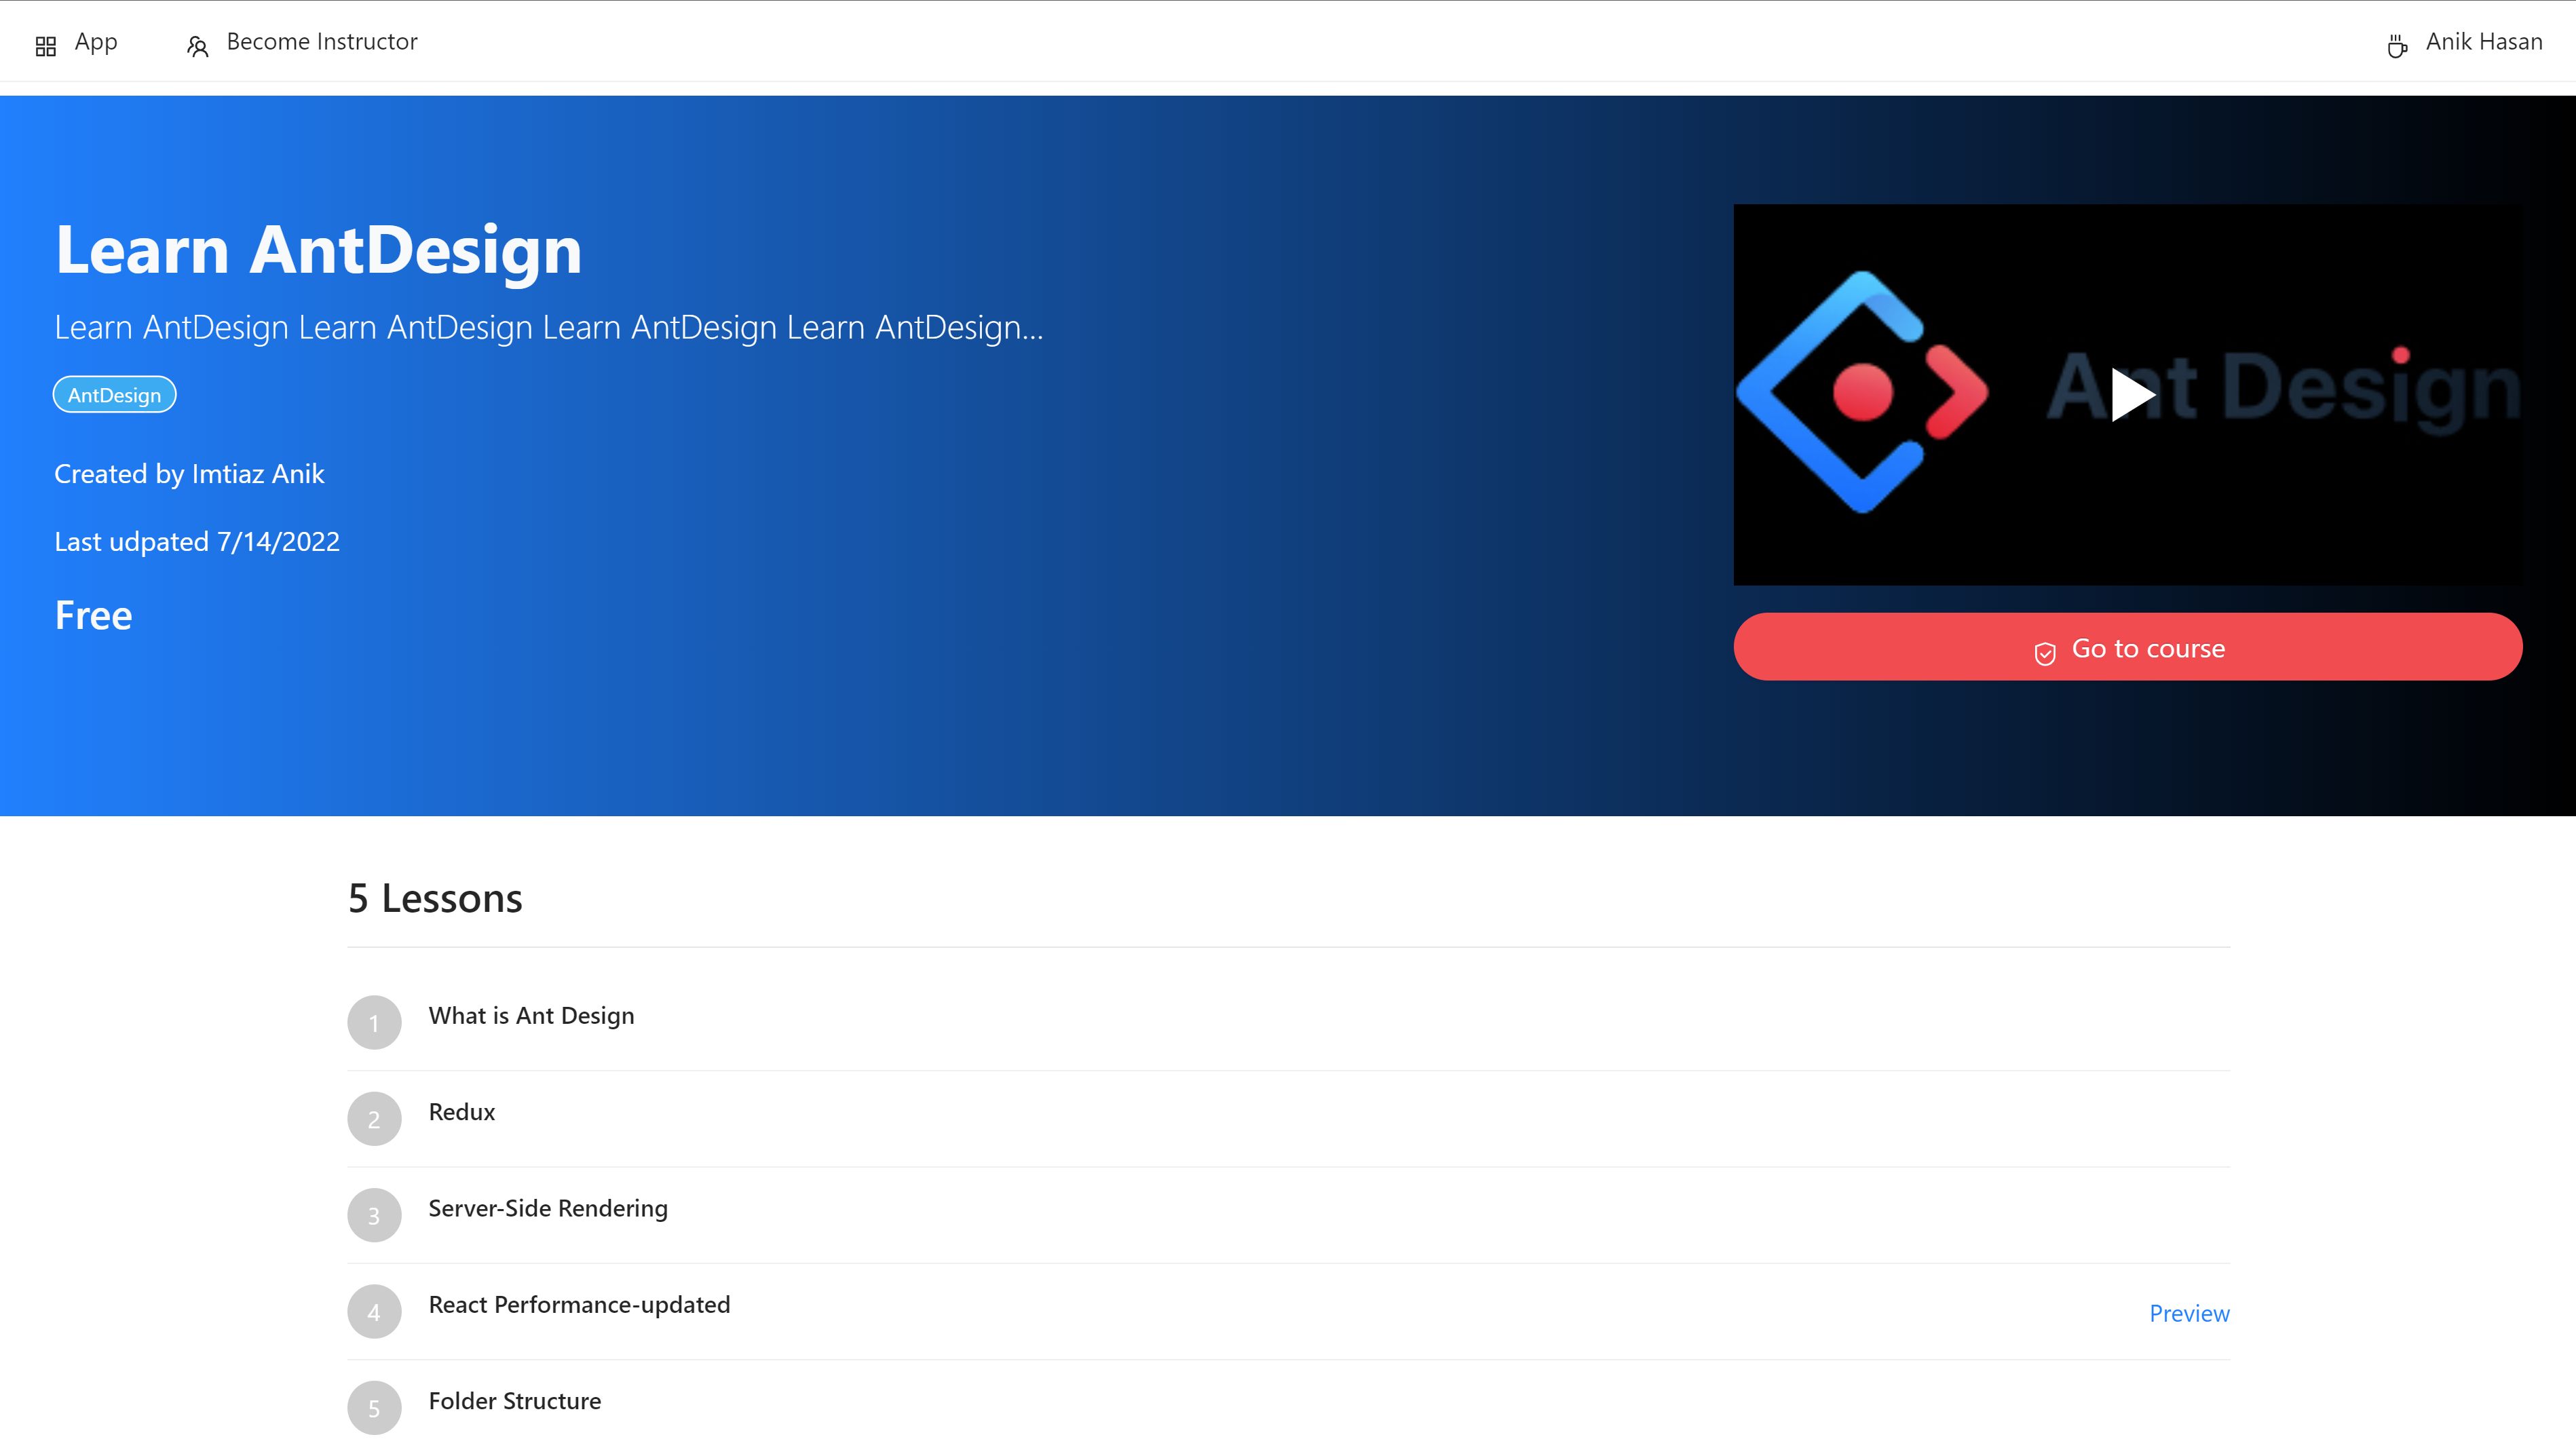 App
Become Instructor
Anik Hasan
Learn AntDesign
Learn AntDesign Learn AntDesign Learn AntDesign Learn AntDesign...
AntDesign
Created by Imtiaz Anik
Last udpated 7/14/2022
Free
Ant Design
Go to course
5 Lessons
1 What is Ant Design
2 Redux
3 Server-Side Rendering
4 React Performance-updated Preview
5 Folder Structure